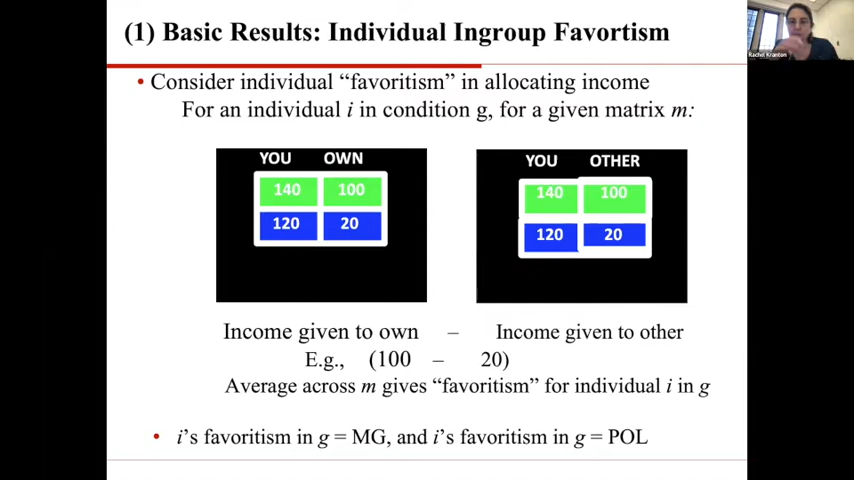 (1) Basic Results: Individual Ingroup Favortism
Rachel Kranton
• Consider individual “favoritism” in allocating income
For an individual i in condition g, for a given matrix m:
YOU OWN
140 100
120 20
YOU OTHER
140 100
120 20
Income given to own – Income given to other
E.g., (100 – 20)
Average across m gives “favoritism” for individual i in g
• i’s favoritism in g = MG, and i’s favoritism in g = POL